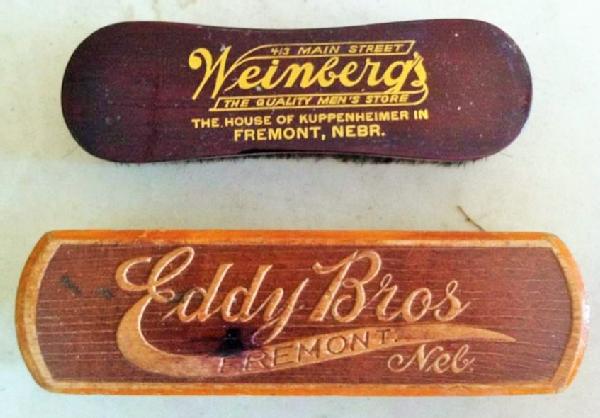 413 MAIN STREET
Weinberg's
THE QUALITY MEN'S STORE
THE HOUSE OF KUPPENHEIMER IN
FREMONT, NEBR.
Eddy Bros
FREMONT.
Neb.